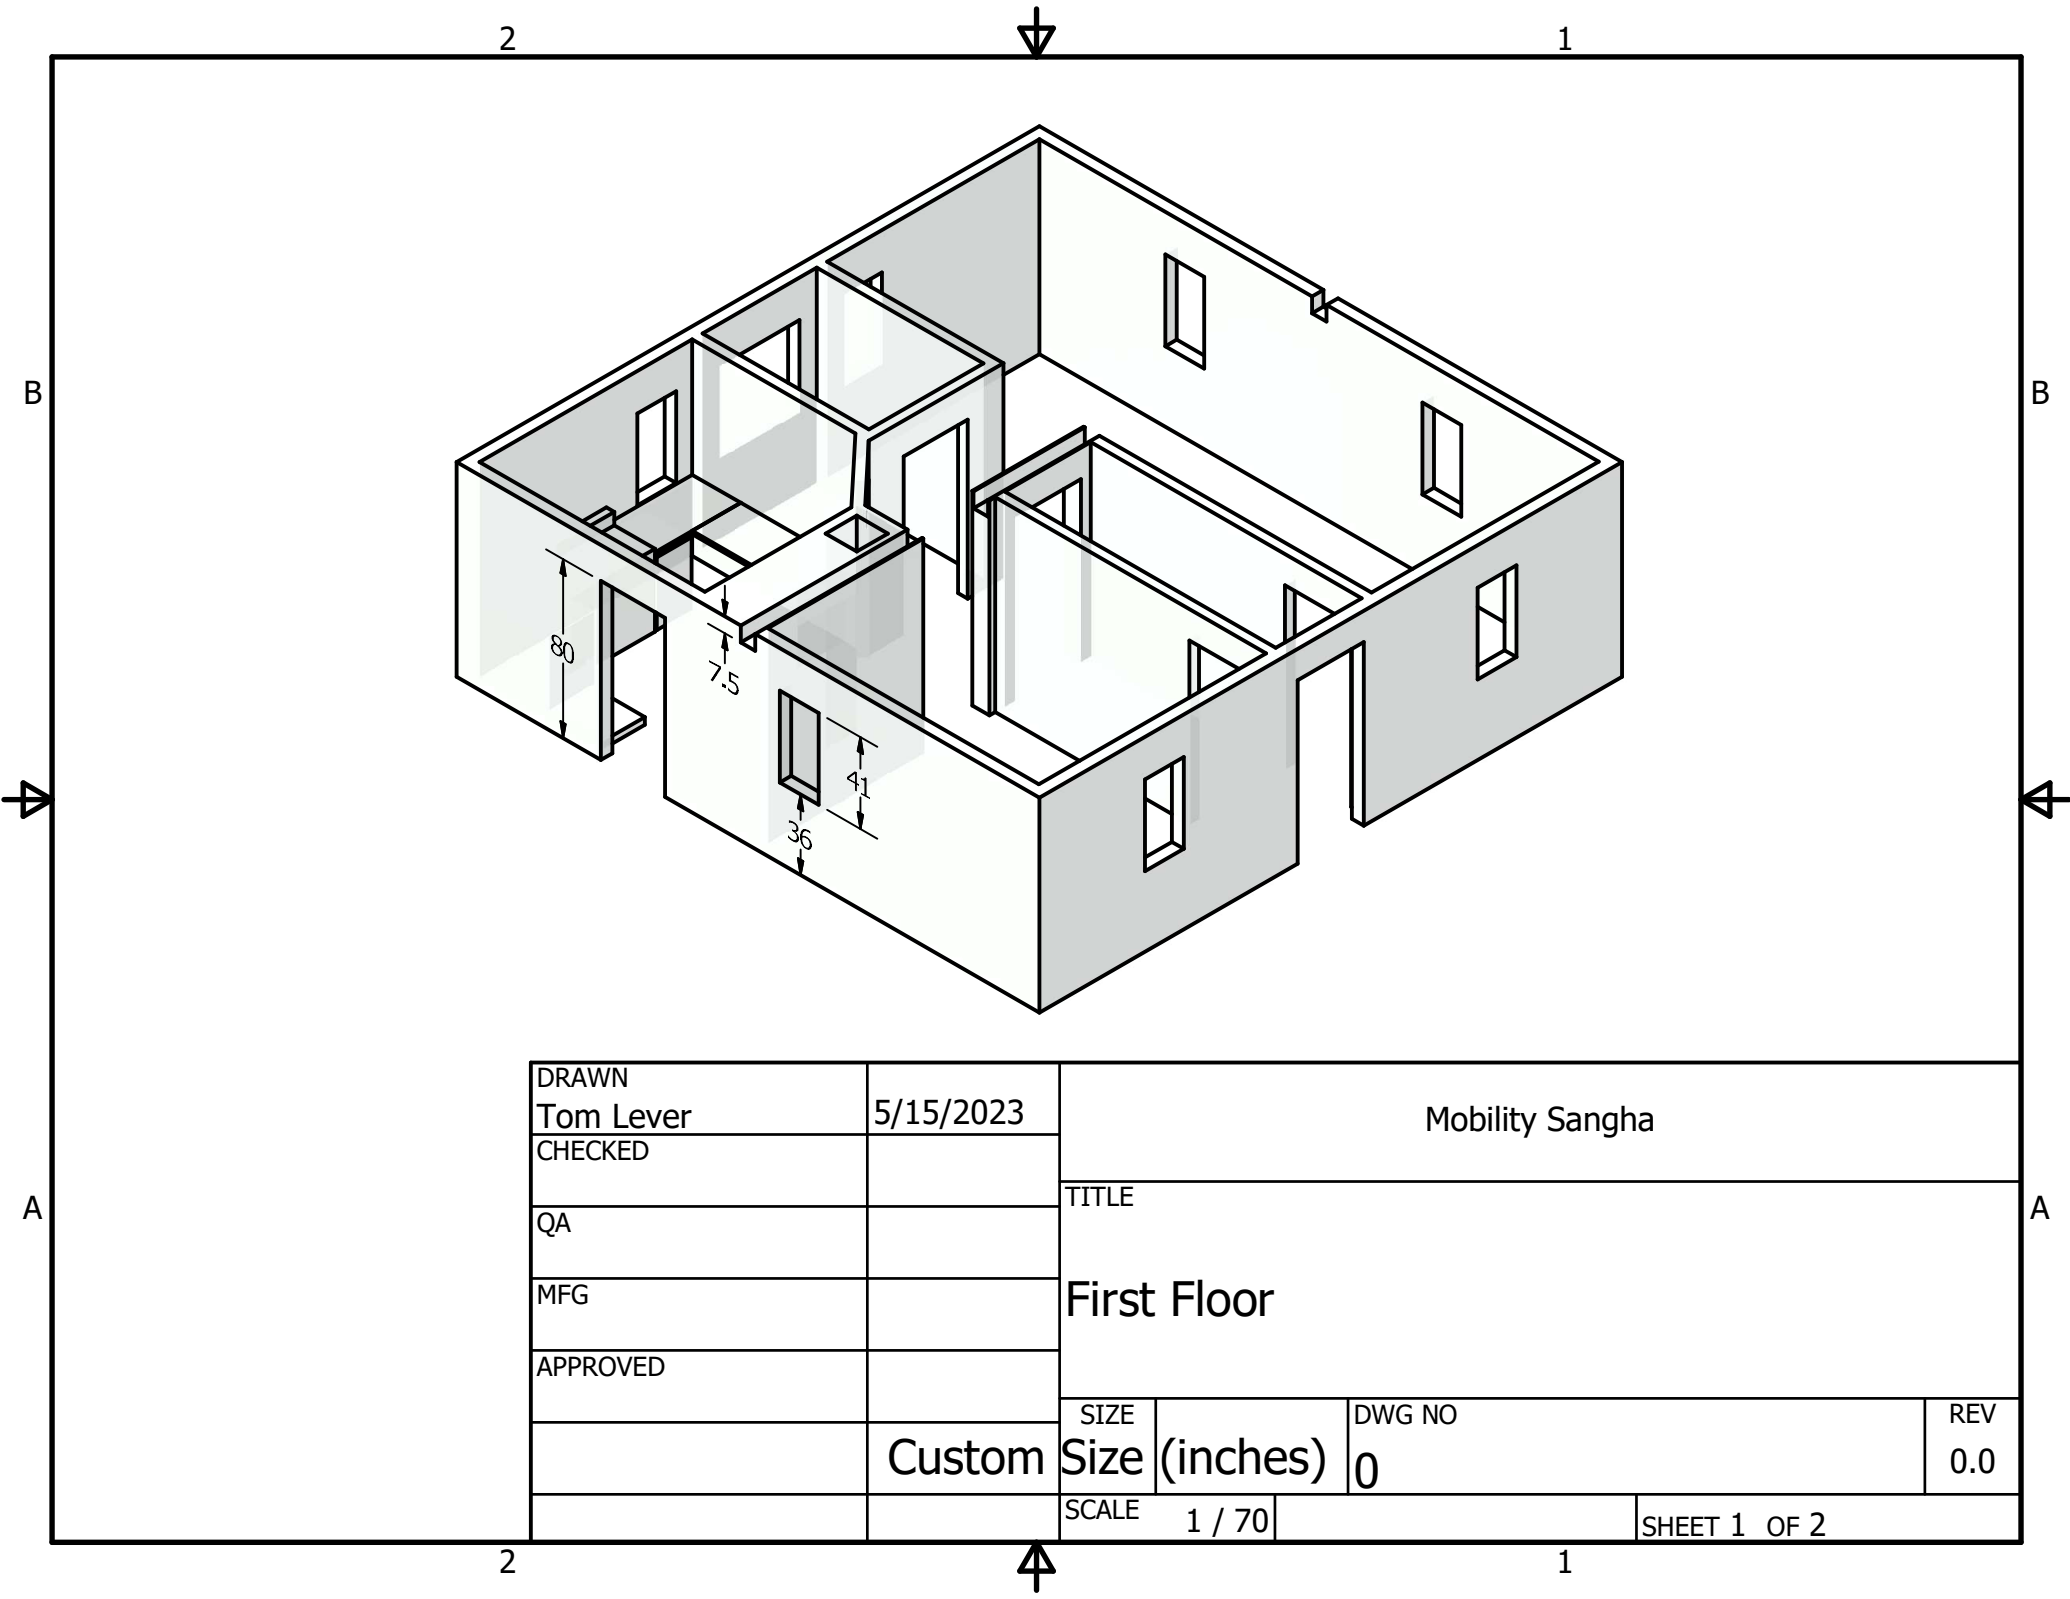 2
1
B
B
80
7.5
41
36
DRAWN
Tom Lever
5/15/2023
Mobility Sangha
CHECKED
TITLE
A
A
QA
MFG
First Floor
APPROVED
SIZE
DWG NO
REV
Custom Size (inches)
0
0.0
SCALE
1 / 70
SHEET 1 OF 2
2
1